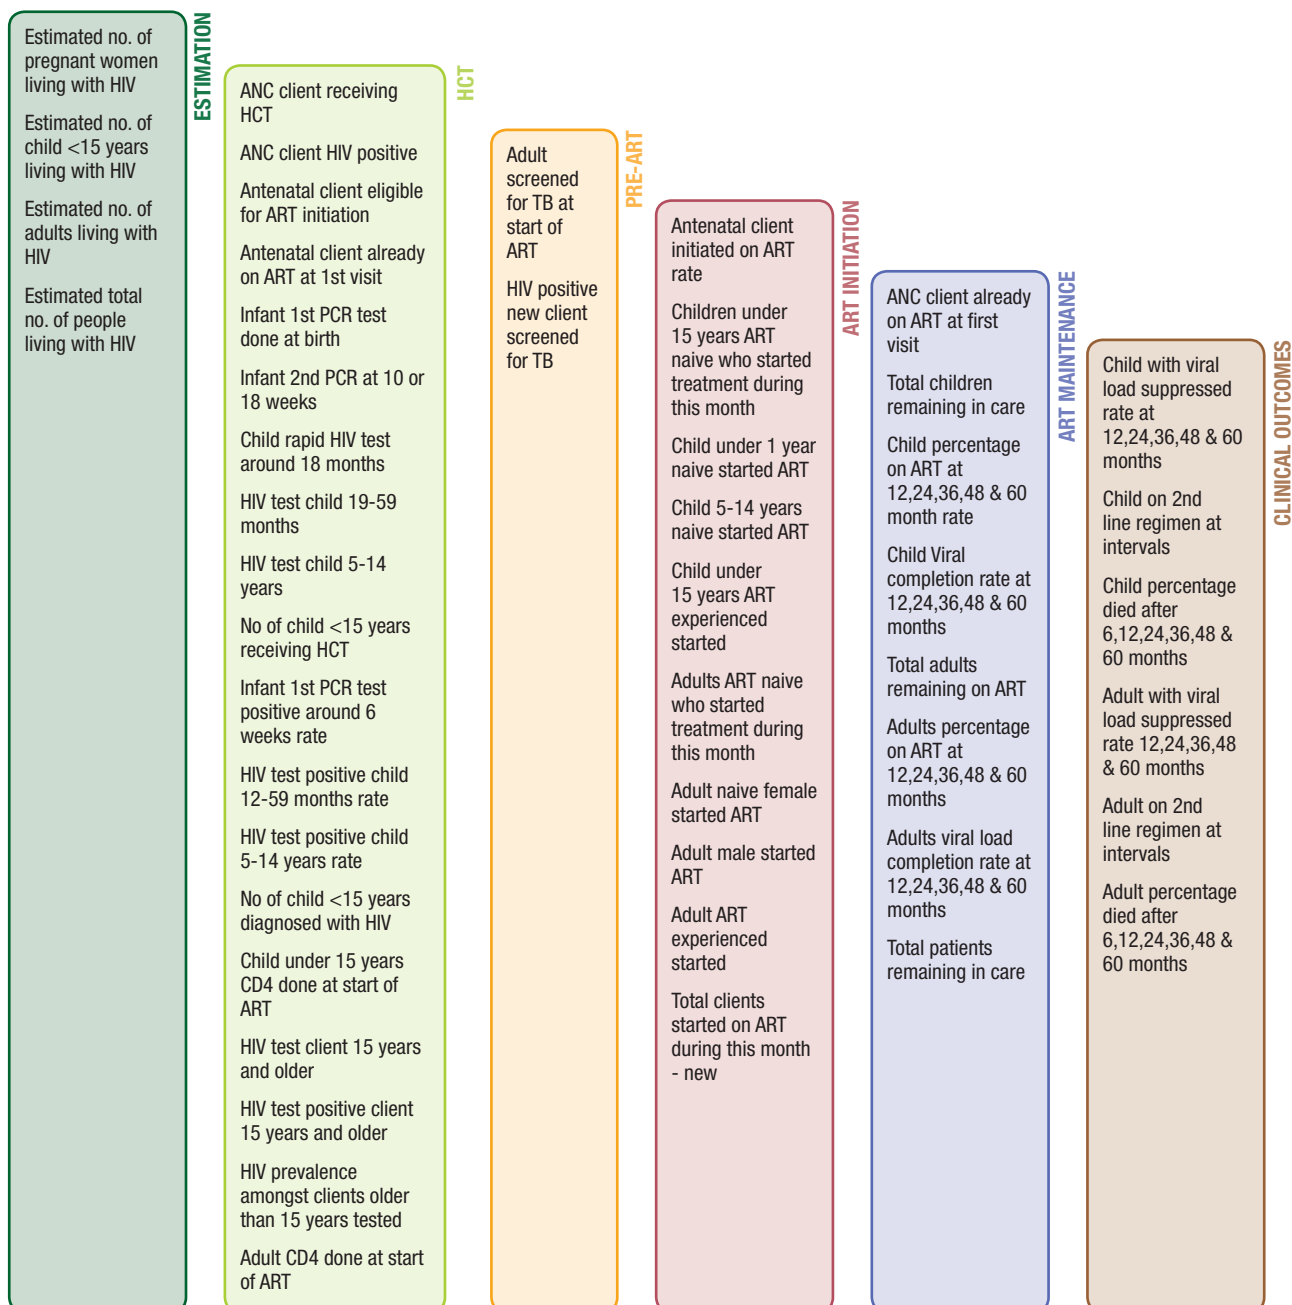 Estimated no. of
pregnant women
living with HIV
Estimated no. of
child <15 years
living with HIV
Estimated no. of
adults living with
HIV
Estimated total
no. of people
living with HIV
ESTIMATION
ANC client receiving
HCT
ANC client HIV positive
Antenatal client eligible
for ART initiation
Antenatal client already
on ART at 1st visit
Infant 1st PCR test
done at birth
Infant 2nd PCR at 10 or
18 weeks
Child rapid HIV test
around 18 months
HIV test child 19-59
months
HIV test child 5-14
years
No of child <15 years
receiving HCT
Infant 1st PCR test
positive around 6
weeks rate
HIV test positive child
12-59 months rate
HIV test positive child
5-14 years rate
No of child <15 years
diagnosed with HIV
Child under 15 years
CD4 done at start of
ART
HIV test client 15 years
and older
HIV test positive client
15 years and older
HIV prevalence
amongst clients older
than 15 years tested
Adult CD4 done at start
of ART
HCT
Adult
screened
for TB at
start of
ART
HIV positive
new client
screened
for TB
PRE-ART
Antenatal client
initiated on ART
rate
Children under
15 years ART
naive who started
treatment during
this month
Child under 1 year
naive started ART
Child 5-14 years
naive started ART
Child under
15 years ART
experienced
started
Adults ART naive
who started
treatment during
this month
Adult naive female
started ART
Adult male started
ART
Adult ART
experienced
started
Total clients
started on ART
during this month
- new
ART INITIATION
ANC client already
on ART at first
visit
Total children
remaining in care
Child percentage
on ART at
12,24,36,48 & 60
month rate
Child Viral
completion rate at
12,24,36,48 & 60
months
Total adults
remaining on ART
Adults percentage
on ART at
12,24,36,48 & 60
months
Adults viral load
completion rate at
12,24,36,48 & 60
months
Total patients
remaining in care
ART MAINTENANCE
Child with viral
load suppressed
rate at
12,24,36,48 & 60
months
Child on 2nd
line regimen at
intervals
Child percentage
died after
6,12,24,36,48 &
60 months
Adult with viral
load suppressed
rate 12,24,36,48
& 60 months
Adult on 2nd
line regimen at
intervals
Adult percentage
died after
6,12,24,36,48 &
60 months
CLINICAL OUTCOMES